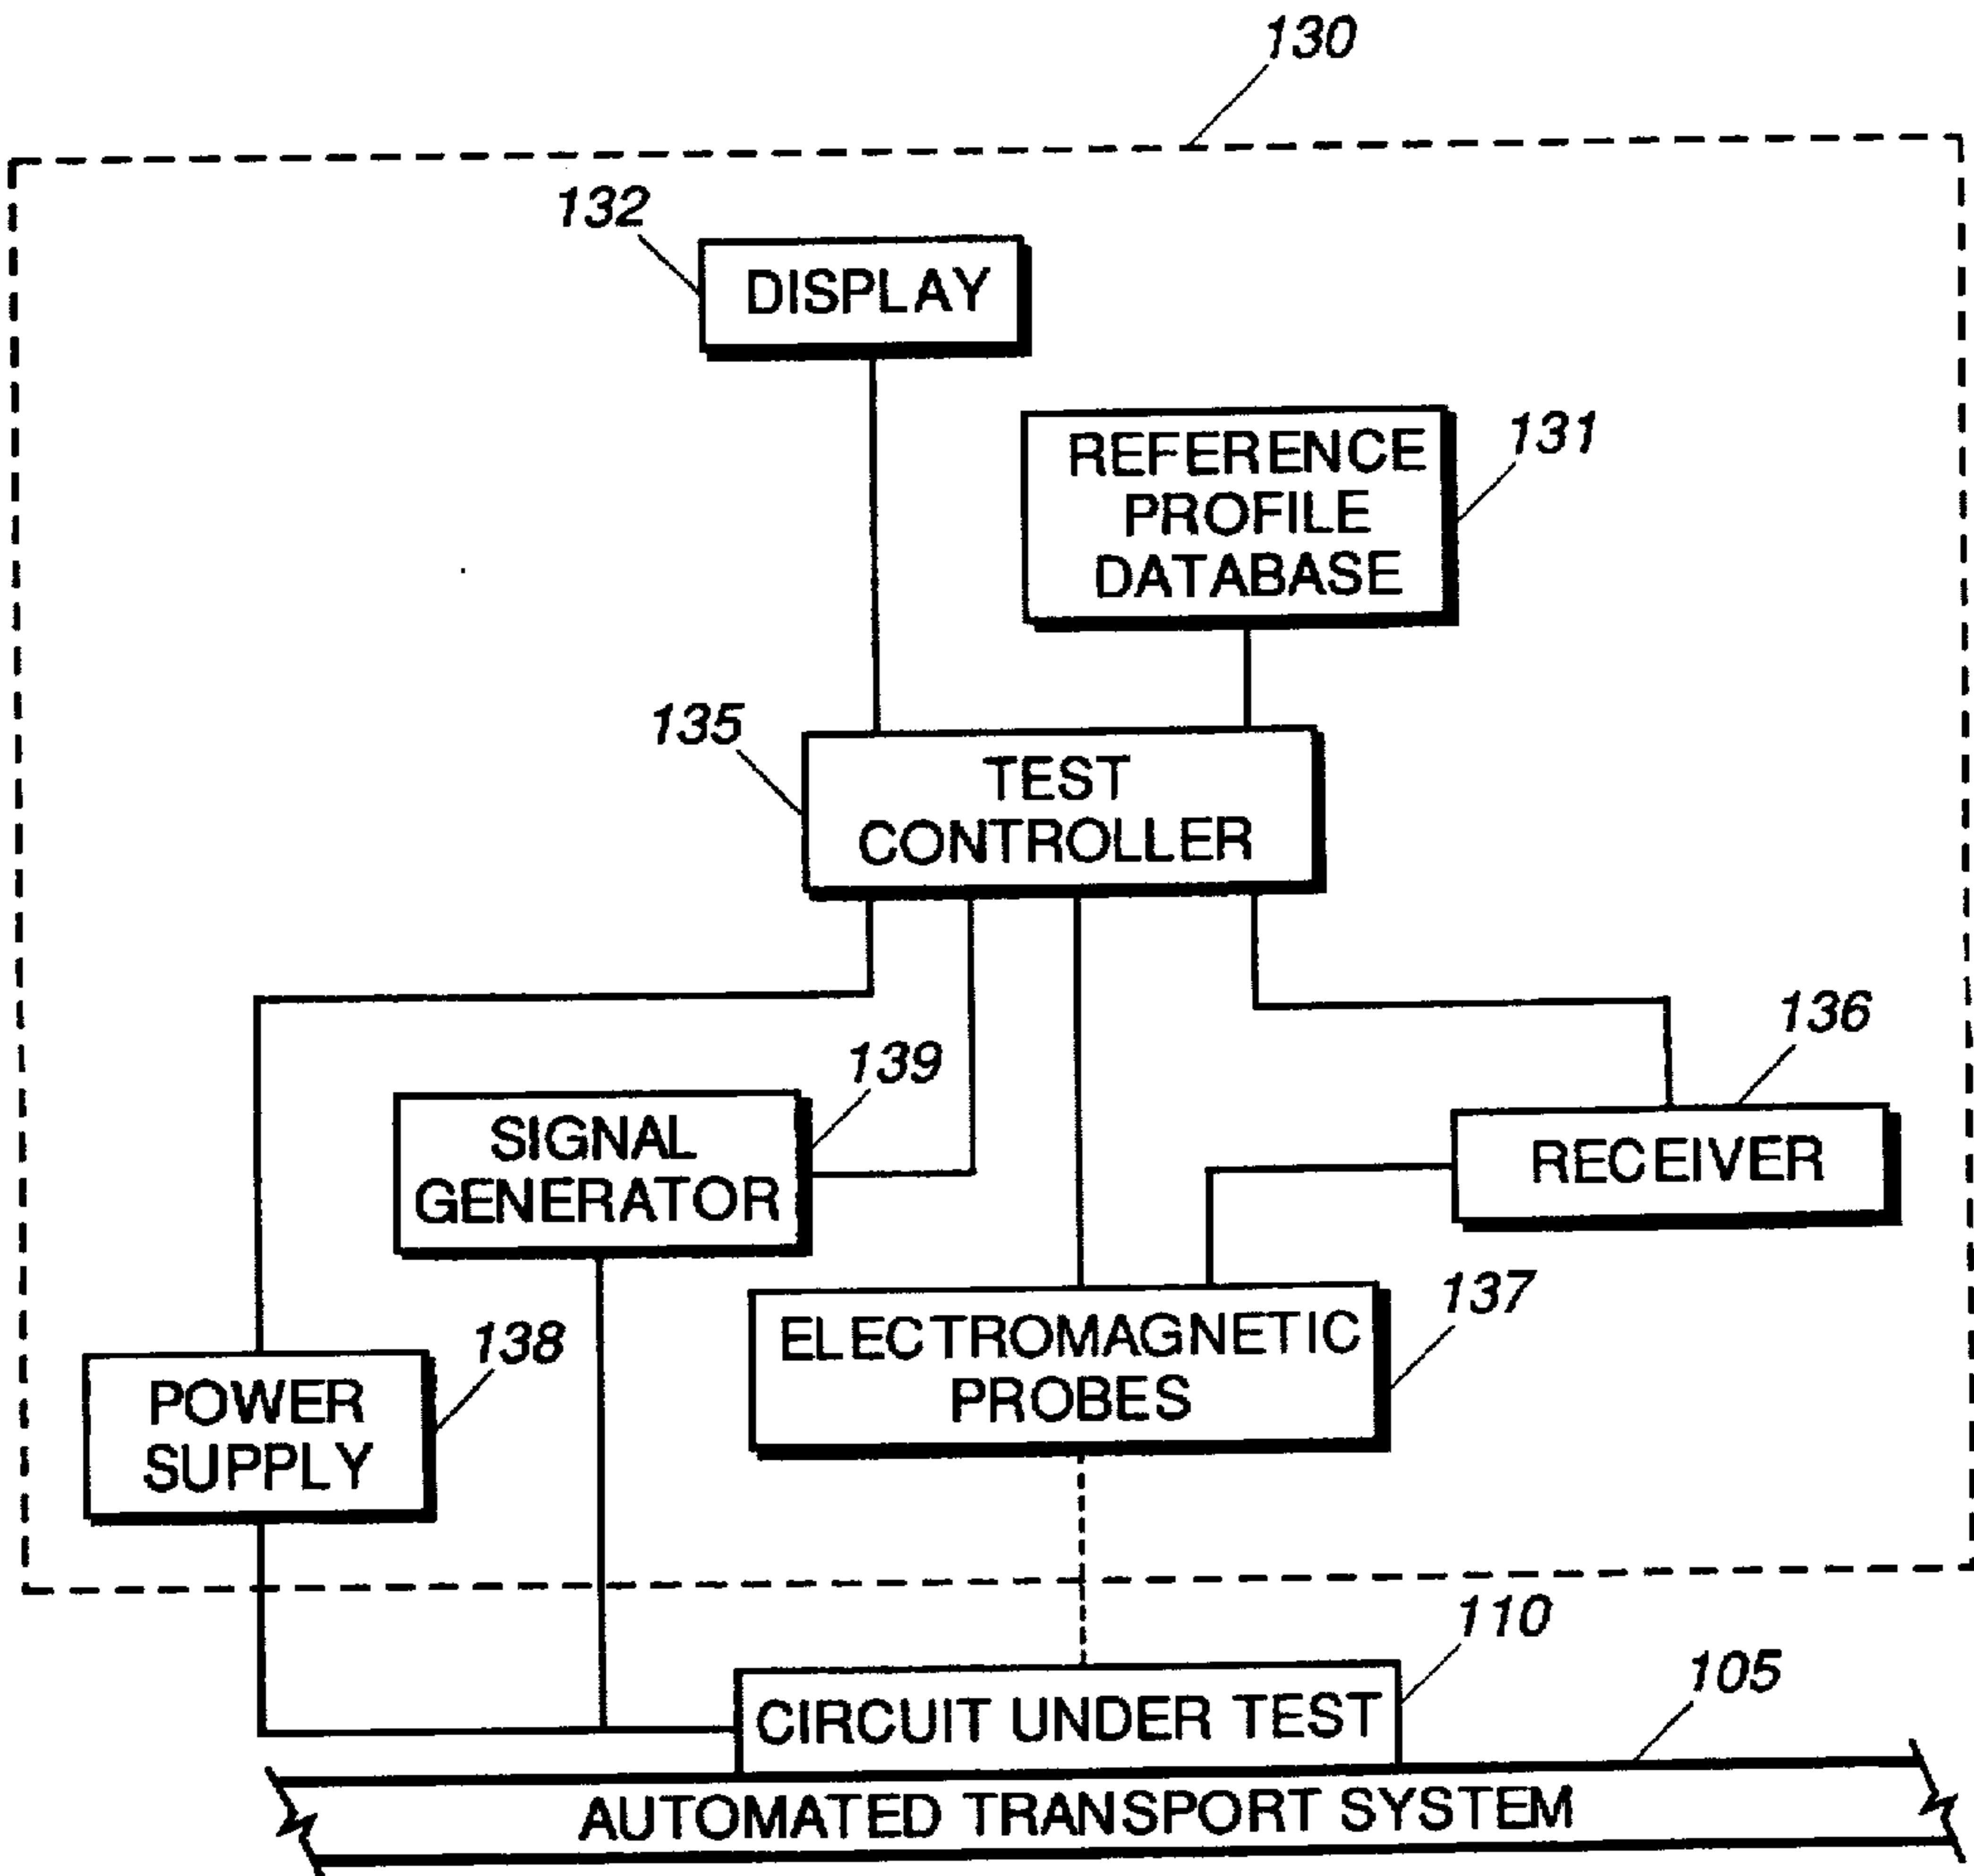 130
132
DISPLAY
REFERENCE
PROFILE
DATABASE
131
135
TEST
CONTROLLER
136
139
SIGNAL
GENERATOR
RECEIVER
137
ELECTROMAGNETIC
PROBES
138
POWER
SUPPLY
110
CIRCUIT UNDER TEST
105
AUTOMATED TRANSPORT SYSTEM